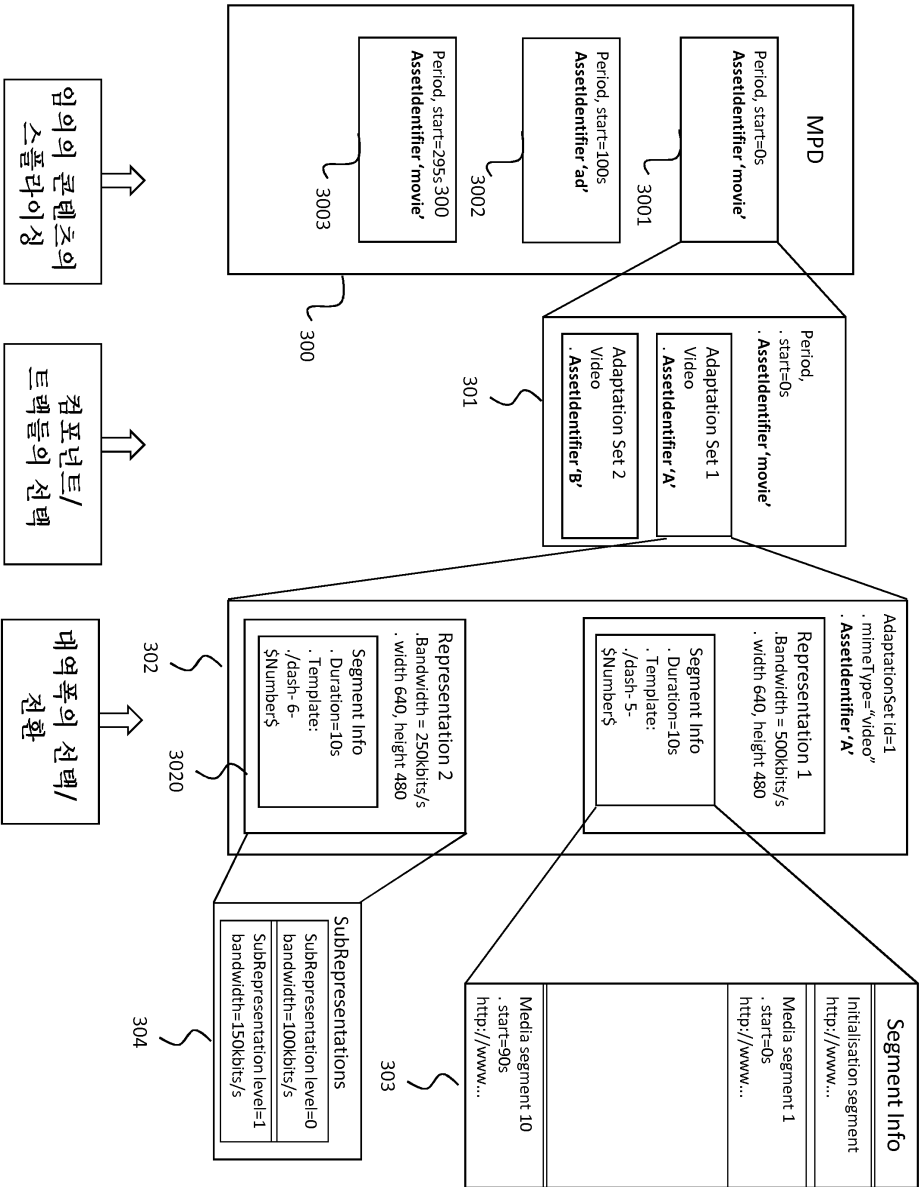 MPD
Period, start=0s
AssetIdentifier ‘movie’
3001
Period, start=100s
AssetIdentifier ‘ad’
3002
Period, start=295s 300
AssetIdentifier ‘movie’
3003
300
Period,
. start=0s
. AssetIdentifier ‘movie’
Adaptation Set 1
Video
. AssetIdentifier ‘A’
Adaptation Set 2
Video
. AssetIdentifier ‘B’
301
AdaptationSet id=1
. mimeType=“video”
. AssetIdentifier ‘A’
Representation 1
.Bandwidth = 500kbits/s
. width 640, height 480
Segment Info
. Duration=10s
. Template:
./dash- 5-
$Number$
Representation 2
.Bandwidth = 250kbits/s
. width 640, height 480
Segment Info
. Duration=10s
. Template:
./dash- 6-
$Number$
302
3020
Segment Info
Initialisation segment
http://www...
Media segment 1
. start=0s
http://www...
Media segment 10
. start=90s
http://www...
303
SubRepresentations
SubRepresentation level=0
bandwidth=100kbits/s
SubRepresentation level=1
bandwidth=150kbits/s
304
임의의 콘텐츠의
스플라이싱
컴포넌트/
트랙들의 선택
대역폭의 선택/
전환